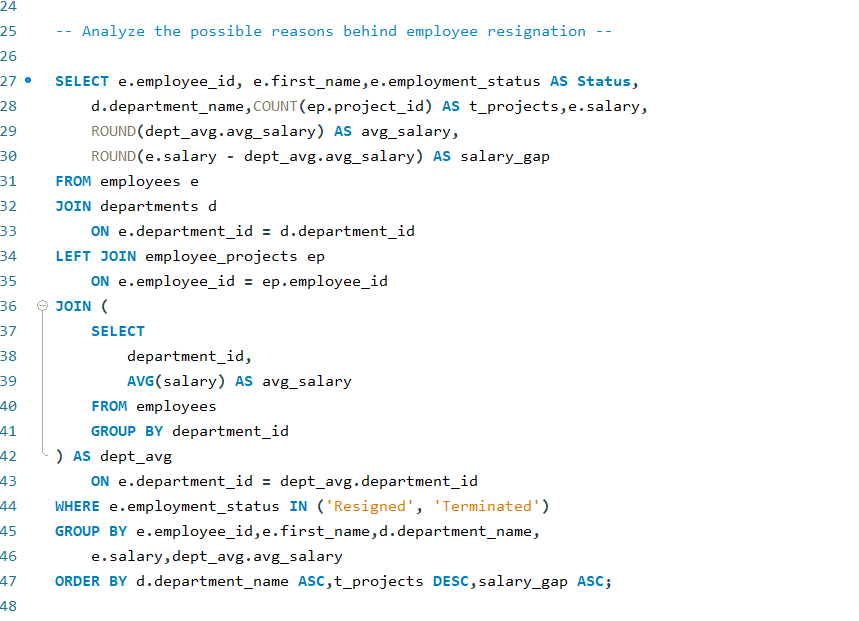 24
25 -- Analyze the possible reasons behind employee resignation --
26
27 SELECT e.employee_id, e.first_name,e.employment_status AS Status,
28 d.department_name,COUNT(ep.project_id) AS t_projects,e.salary,
29 ROUND(dept_avg.avg_salary) AS avg_salary,
30 ROUND(e.salary - dept_avg.avg_salary) AS salary_gap
31 FROM employees e
32 JOIN departments d
33 ON e.department_id = d.department_id
34 LEFT JOIN employee_projects ep
35 ON e.employee_id = ep.employee_id
36 JOIN (
37 SELECT
38 department_id,
39 AVG(salary) AS avg_salary
40 FROM employees
41 GROUP BY department_id
42 ) AS dept_avg
43 ON e.department_id = dept_avg.department_id
44 WHERE e.employment_status IN ('Resigned', 'Terminated')
45 GROUP BY e.employee_id,e.first_name,d.department_name,
46 e.salary,dept_avg.avg_salary
47 ORDER BY d.department_name ASC,t_projects DESC,salary_gap ASC;
48